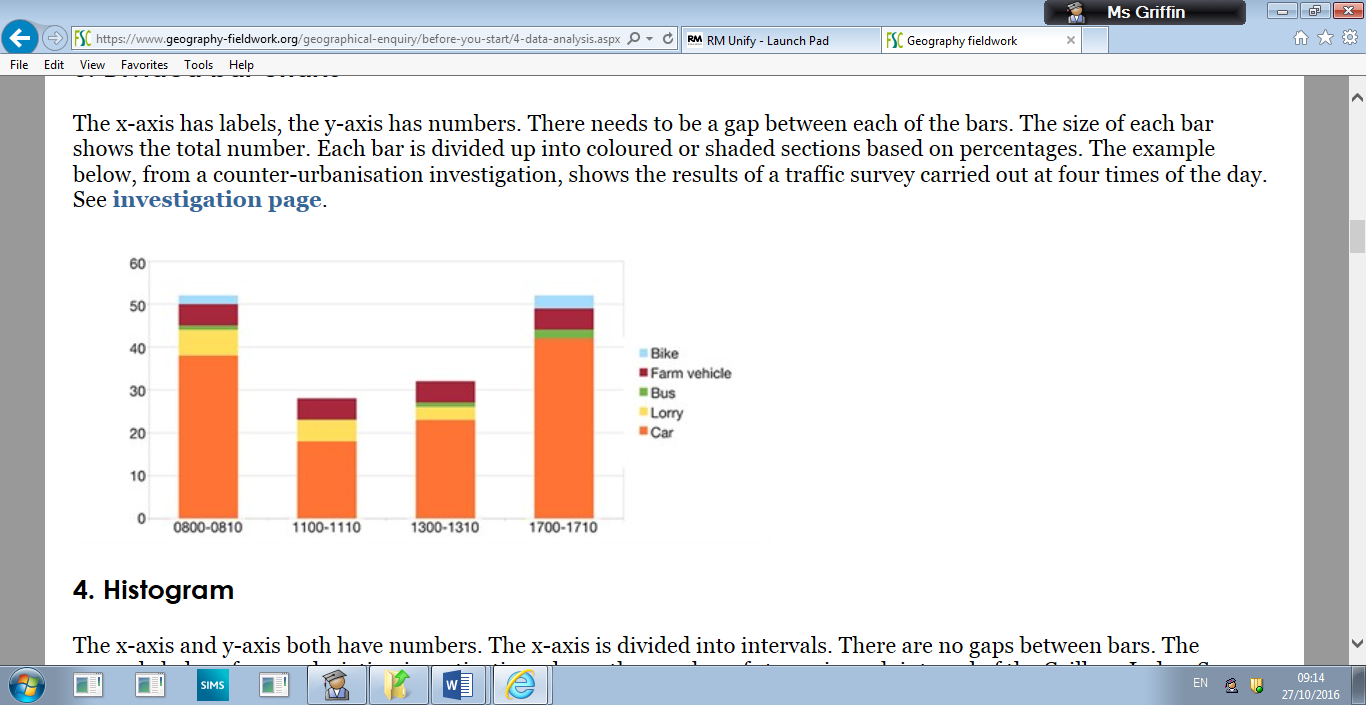 Ms Griffin
FSC https://www.geography-fieldwork.org/geographical-enquiry/before-you-start/4-data-analysis.aspx
RM RM Unify - Launch Pad
FSC Geography fieldwork
File Edit View Favorites Tools Help
The x-axis has labels, the y-axis has numbers. There needs to be a gap between each of the bars. The size of each bar
shows the total number. Each bar is divided up into coloured or shaded sections based on percentages. The example
below, from a counter-urbanisation investigation, shows the results of a traffic survey carried out at four times of the day.
See investigation page.
60
50
40
30
20
10
0
0800-0810 1100-1110 1300-1310 1700-1710
Bike
Farm vehicle
Bus
Lorry
Car
4. Histogram
The x-axis and y-axis both have numbers. The x-axis is divided into intervals. There are no gaps between bars. The
SIMS
EN
09:14
27/10/2016